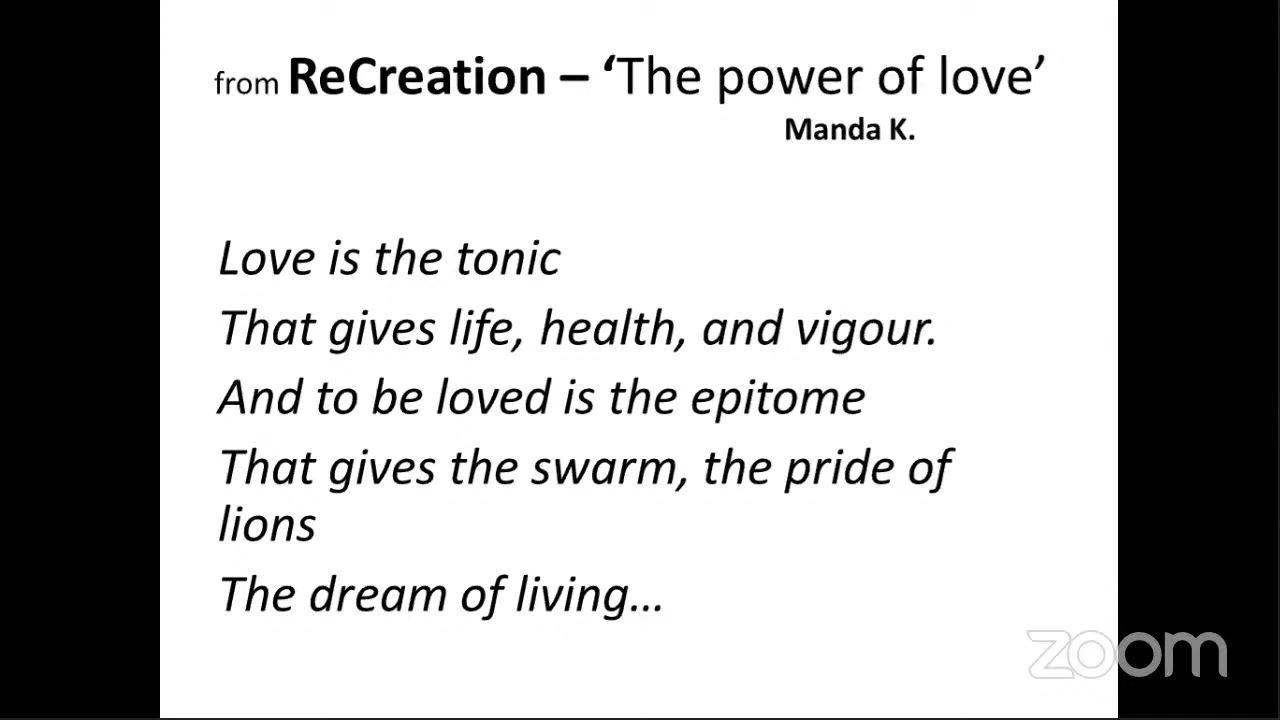 from ReCreation – ‘The power of love’
Manda K.
Love is the tonic
That gives life, health, and vigour.
And to be loved is the epitome
That gives the swarm, the pride of
lions
The dream of living…
zoom